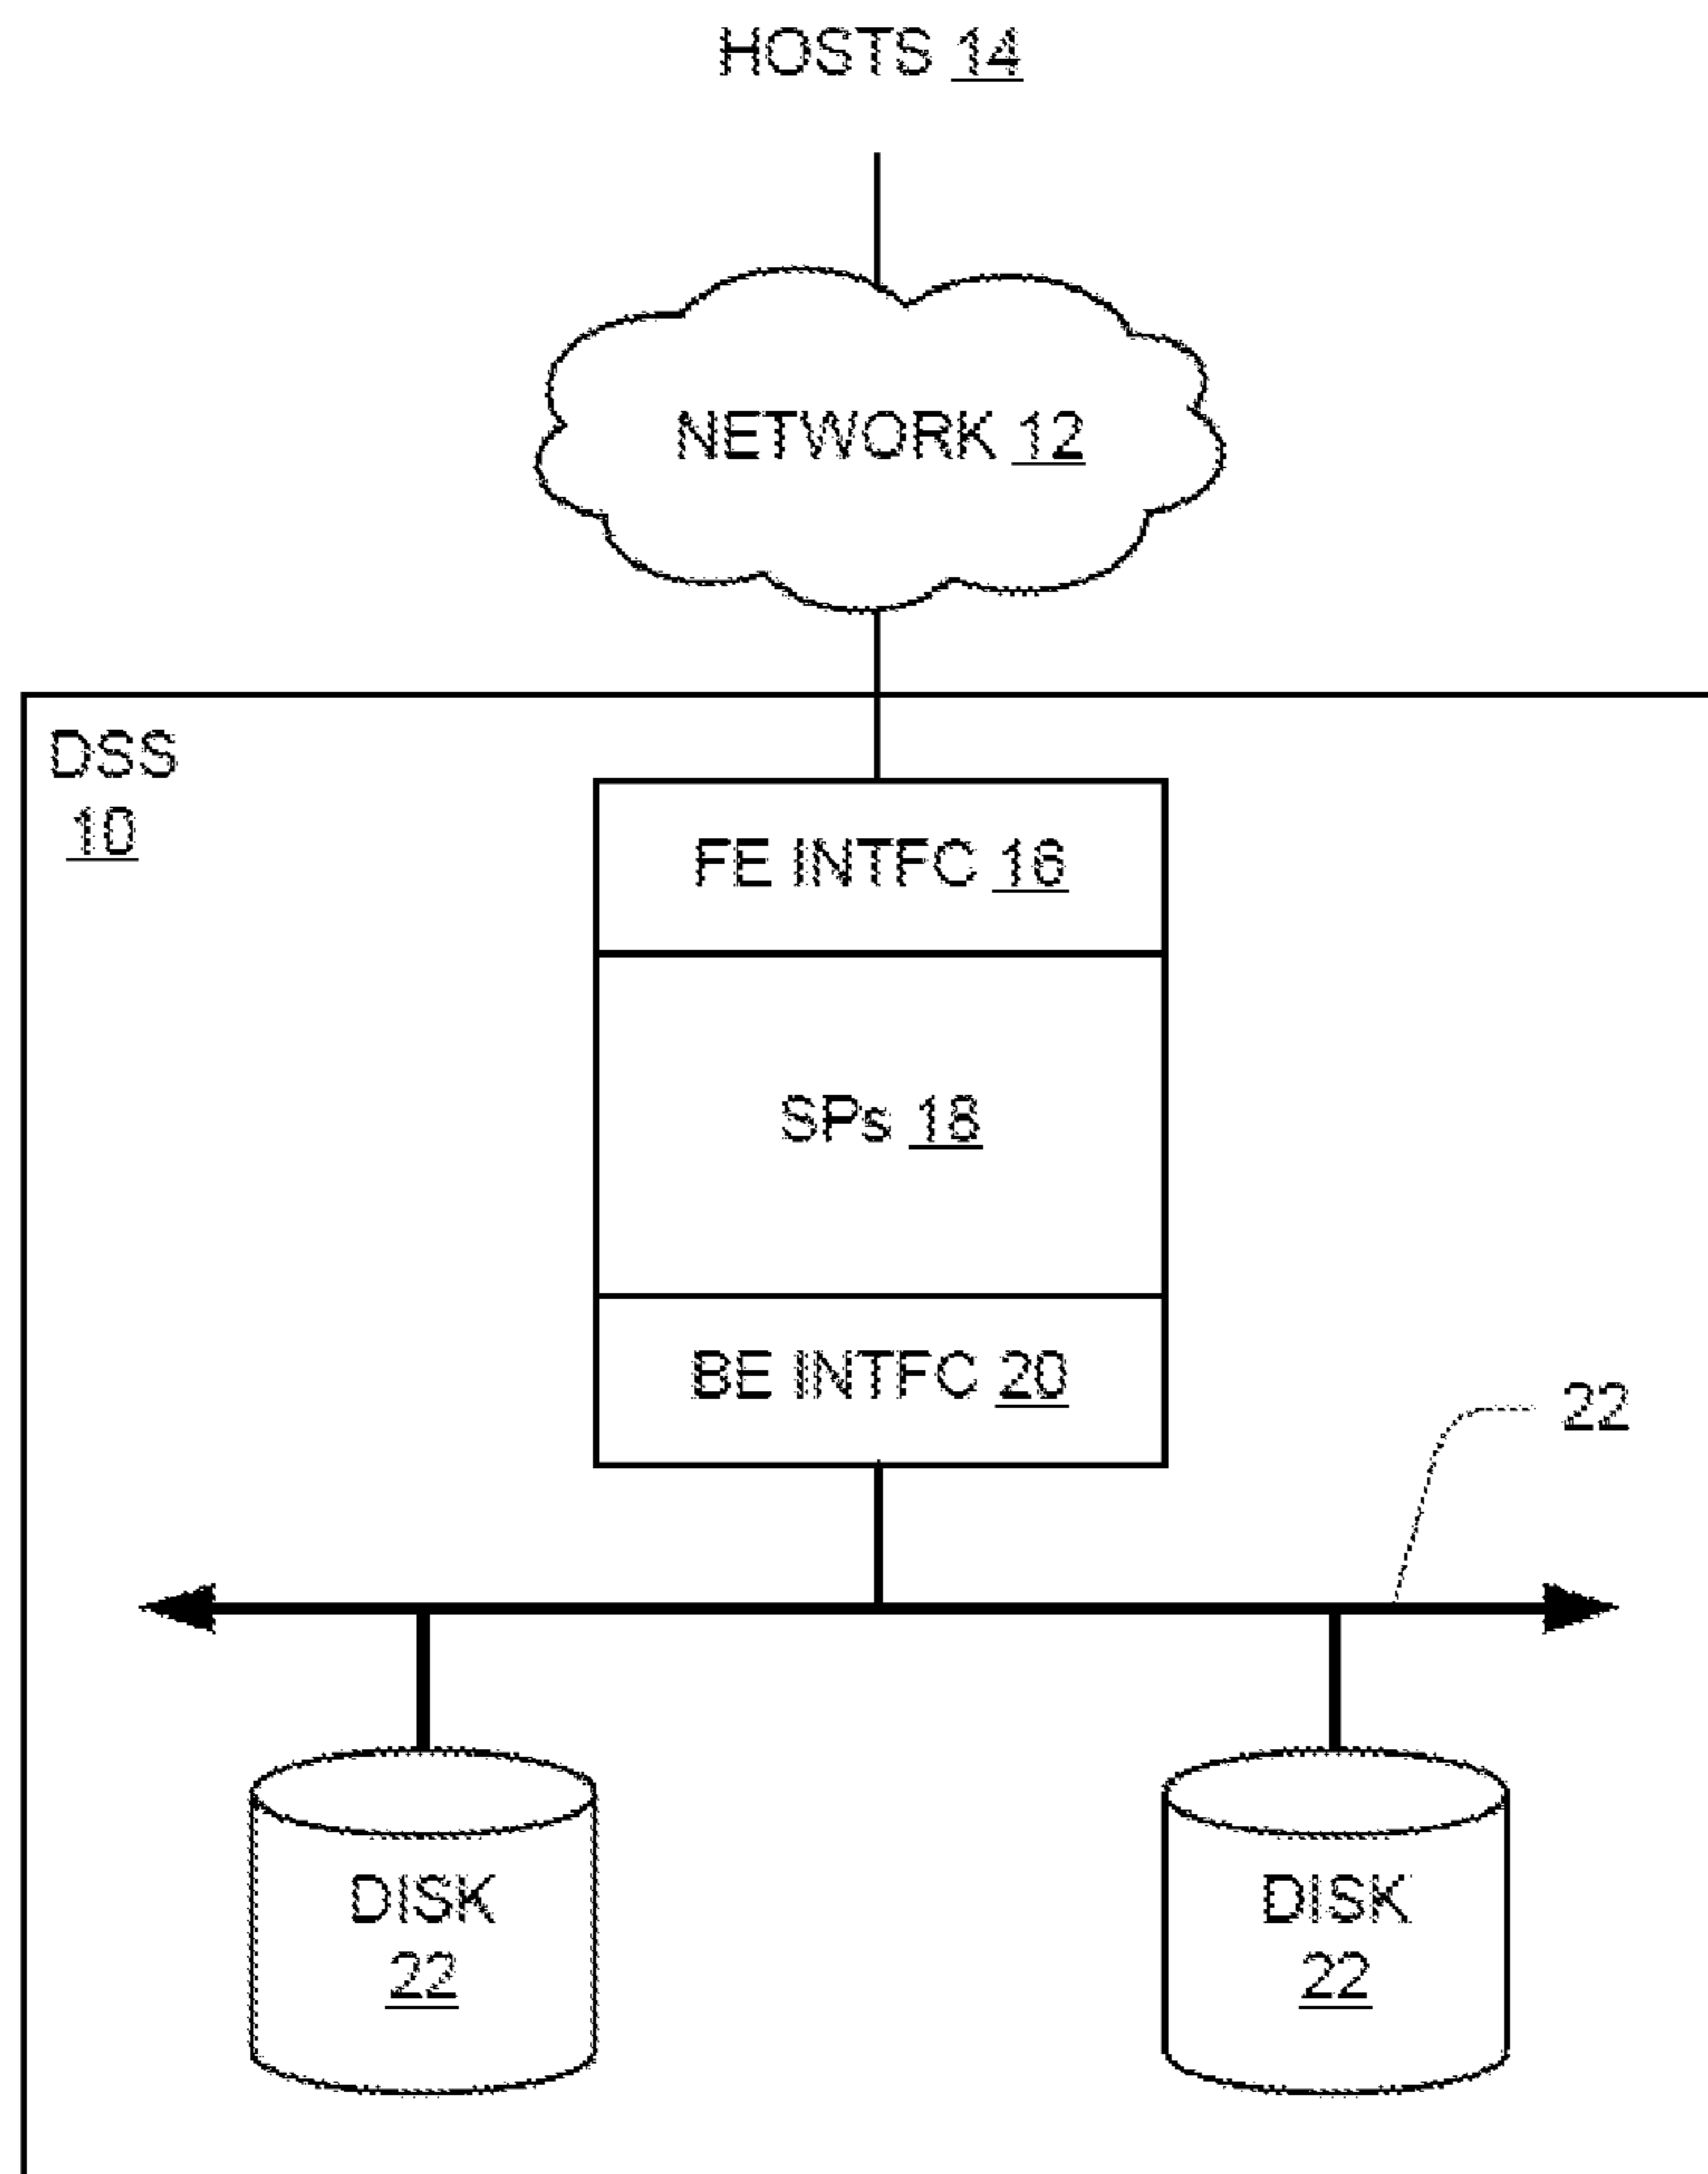 HOSTS 14
NETWORK 12
DSS
10
FE INTFC 16
SPs 18
BE INTFC 20
22
DISK
22
DISK
22